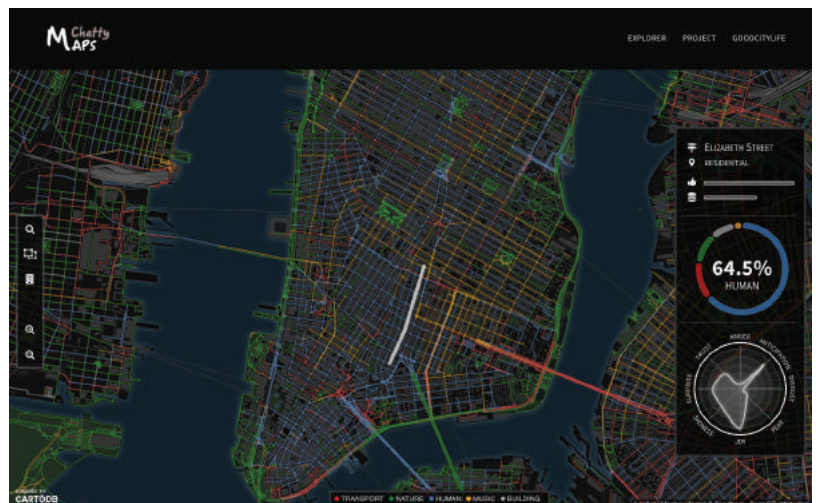 Chatty
MAPS
EXPLORER PROJECT GOODCITYLIFE
ELIZABETH STREET
RESIDENTIAL
64.5%
HUMAN
ANGER
ANTICIPATION
DISGUST
FEAR
JOY
SADNESS
SURPRISE
TRUST
POWERED BY
CARTODB
TRANSPORT NATURE HUMAN MUSIC BUILDING